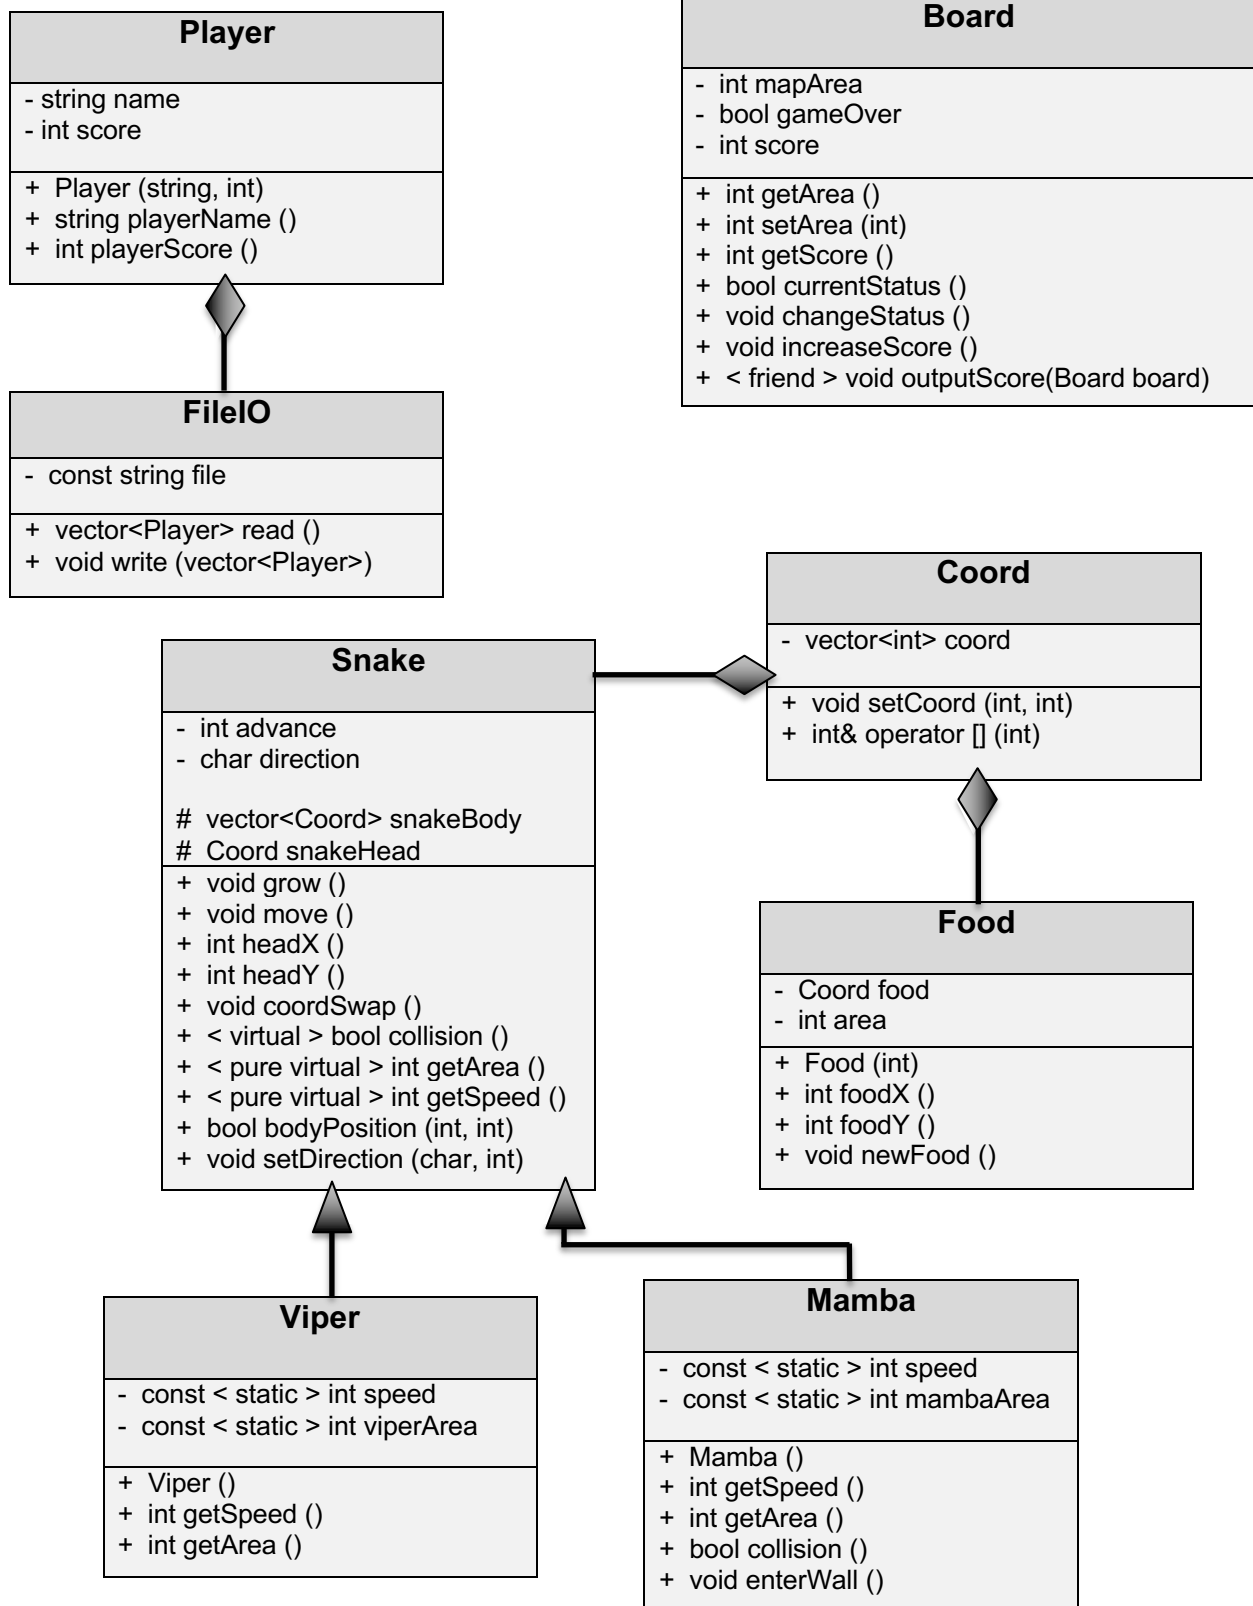 Player
- string name
- int score
+ Player (string, int)
+ string playerName ()
+ int playerScore ()
Board
- int mapArea
- bool gameOver
- int score
+ int getArea ()
+ int setArea (int)
+ int getScore ()
+ bool currentStatus ()
+ void changeStatus ()
+ void increaseScore ()
+ < friend > void outputScore(Board board)
FileIO
- const string file
+ vector<Player> read ()
+ void write (vector<Player>)
Coord
- vector<int> coord
+ void setCoord (int, int)
+ int& operator [] (int)
Snake
- int advance
- char direction
# vector<Coord> snakeBody
# Coord snakeHead
+ void grow ()
+ void move ()
+ int headX ()
+ int headY ()
+ void coordSwap ()
+ < virtual > bool collision ()
+ < pure virtual > int getArea ()
+ < pure virtual > int getSpeed ()
+ bool bodyPosition (int, int)
+ void setDirection (char, int)
Food
- Coord food
- int area
+ Food (int)
+ int foodX ()
+ int foodY ()
+ void newFood ()
Viper
- const < static > int speed
- const < static > int viperArea
+ Viper ()
+ int getSpeed ()
+ int getArea ()
Mamba
- const < static > int speed
- const < static > int mambaArea
+ Mamba ()
+ int getSpeed ()
+ int getArea ()
+ bool collision ()
+ void enterWall ()